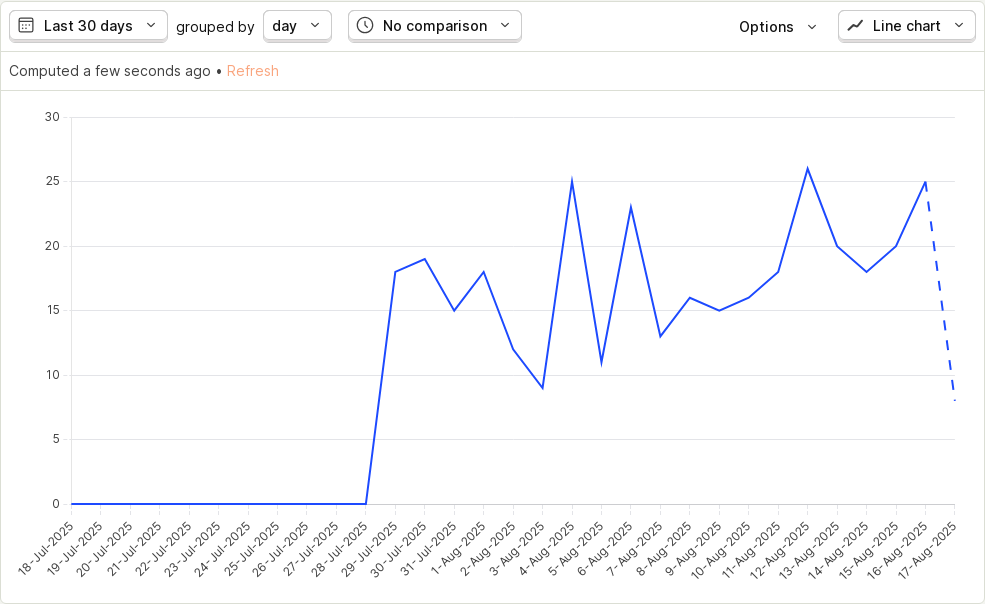 Last 30 days grouped by day No comparison Options Line chart
Computed a few seconds ago • Refresh
30
25
20
15
10
5
0
18-Jul-2025 19-Jul-2025 20-Jul-2025 21-Jul-2025 22-Jul-2025 23-Jul-2025 24-Jul-2025 25-Jul-2025 26-Jul-2025 27-Jul-2025 28-Jul-2025 29-Jul-2025 30-Jul-2025 31-Jul-2025 1-Aug-2025 2-Aug-2025 3-Aug-2025 4-Aug-2025 5-Aug-2025 6-Aug-2025 7-Aug-2025 8-Aug-2025 9-Aug-2025 10-Aug-2025 11-Aug-2025 12-Aug-2025 13-Aug-2025 14-Aug-2025 15-Aug-2025 16-Aug-2025 17-Aug-2025